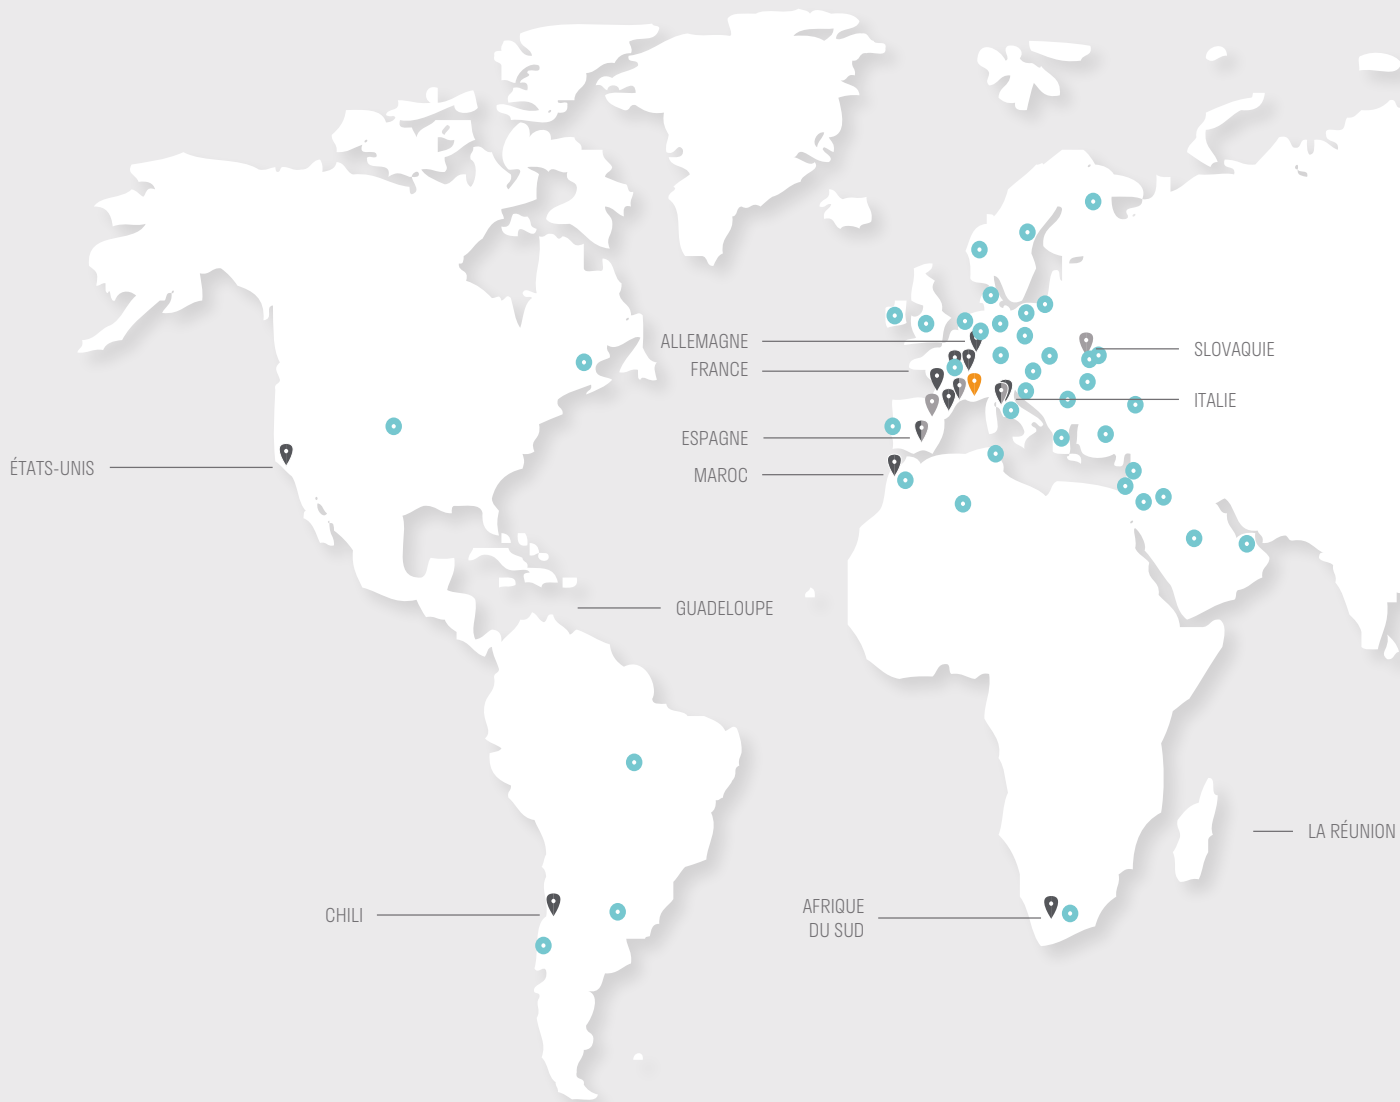 ALLEMAGNE
FRANCE
SLOVAQUIE
ITALIE
ESPAGNE
MAROC
ÉTATS-UNIS
GUADELOUPE
LA RÉUNION
CHILI
AFRIQUE
DU SUD